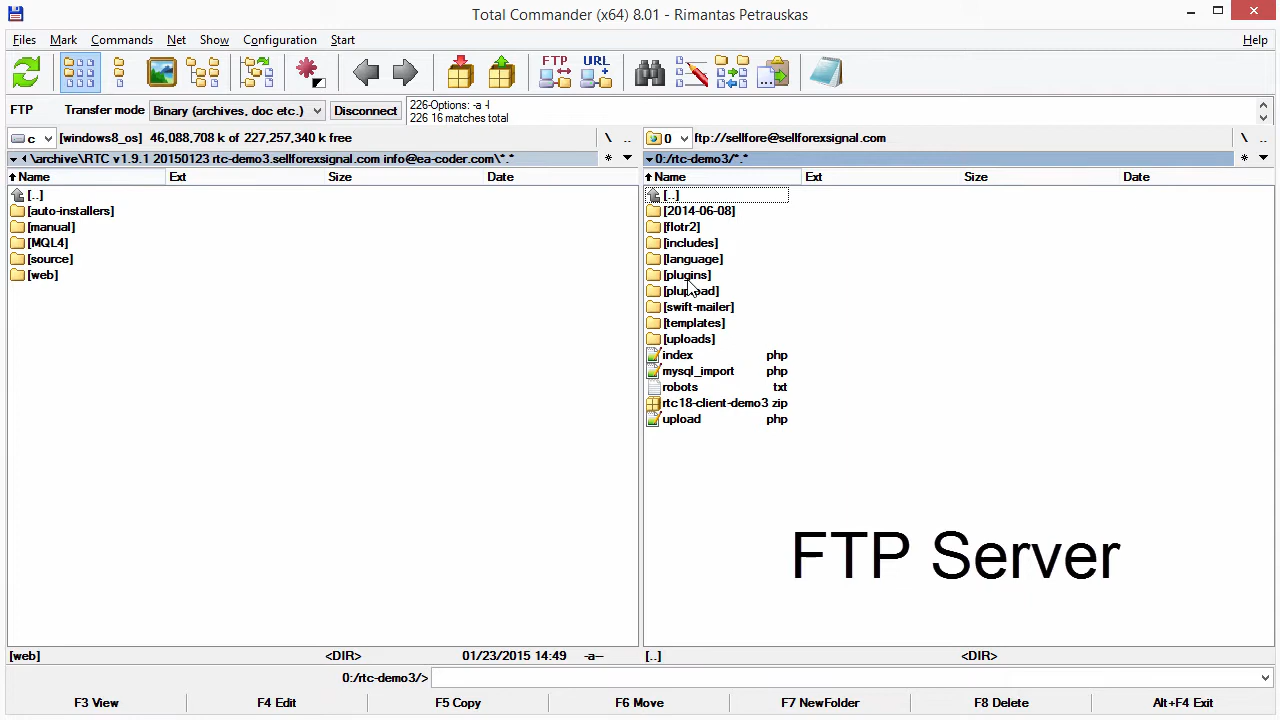 Total Commander (x64) 8.01 - Rimantas Petrauskas
Files Mark Commands Net Show Configuration Start Help
FTP URL
FTP Transfer mode Binary (archives, doc etc.) Disconnect
226-Options: -a -l
226 16 matches total
c [windows8_os] 46,088,708 k of 227,257,340 k free \ ..
\archive\RTC v1.9.1 20150123 rtc-demo3.sellforexsignal.com info@ea-coder.com\*.* *
Name Ext Size Date
[..]
[auto-installers]
[manual]
[MQL4]
[source]
[web]
[web] <DIR> 01/23/2015 14:49 -a--
0 ftp://sellfore@sellforexsignal.com \ ..
0:/rtc-demo3/*.* *
Name Ext Size Date
[..]
[2014-06-08]
[flotr2]
[includes]
[language]
[plugins]
[plupload]
[swift-mailer]
[templates]
[uploads]
index php
mysql_import php
robots txt
rtc18-client-demo3 zip
upload php
FTP Server
[..] <DIR>
0:/rtc-demo3/>
F3 View F4 Edit F5 Copy F6 Move F7 NewFolder F8 Delete Alt+F4 Exit